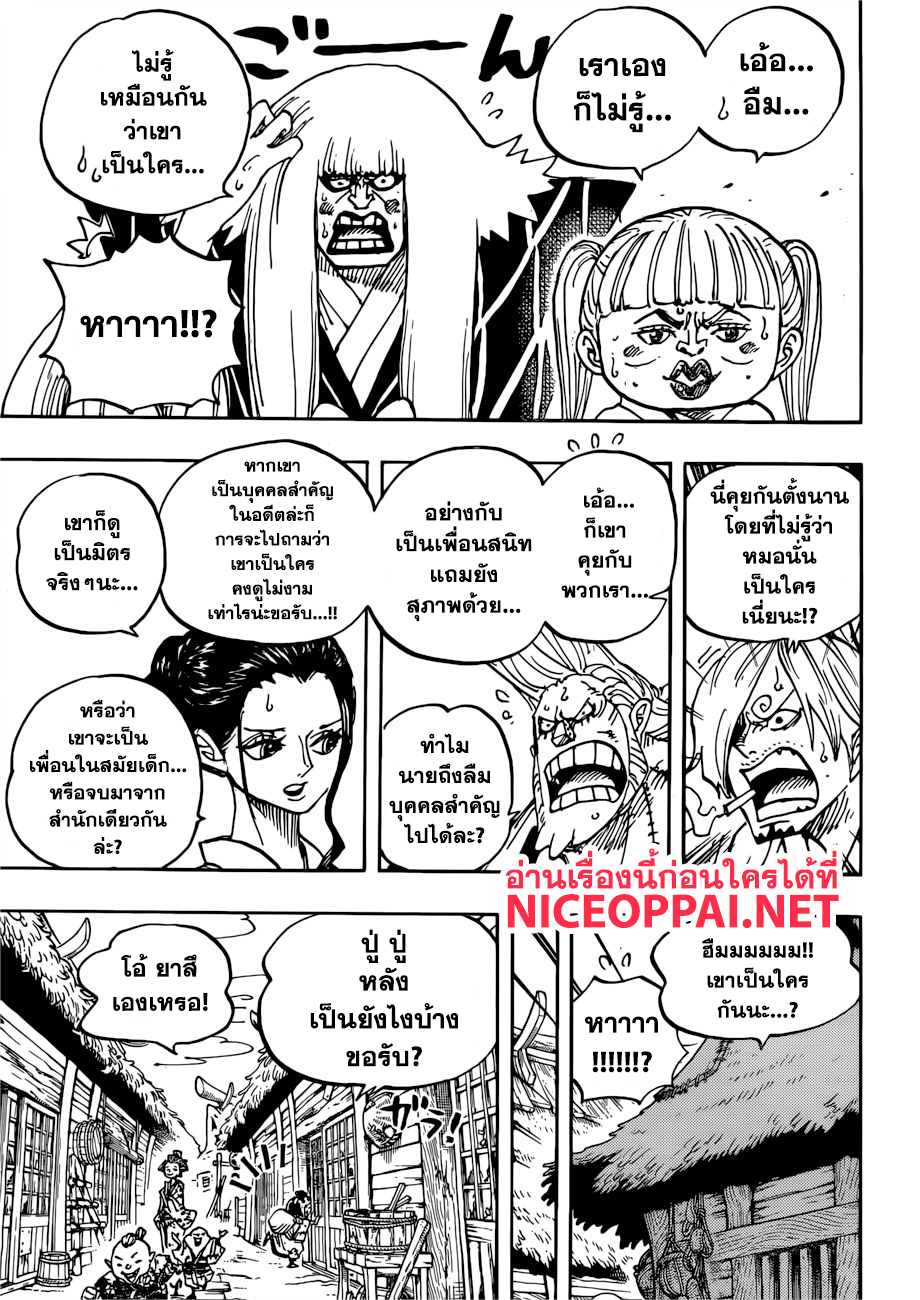 ごーーん
เอ้อ...
อืม...
เราเอง
ก็ไม่รู้...
ไม่รู้
เหมือนกัน
ว่าเขา
เป็นใคร...
หาาาา!!?
นี่คุยกันตั้งนาน
โดยที่ไม่รู้ว่า
หมอนั่น
เป็นใคร
เนี่ยนะ!?
เอ้อ...
ก็เขา
คุยกับ
พวกเรา...
อย่างกับ
เป็นเพื่อนสนิท
แถมยัง
สุภาพด้วย...
ทำไม
นายถึงลืม
บุคคลสำคัญ
ไปได้ละ?
หากเขา
เป็นบุคคลสำคัญ
ในอดีตล่ะก็
การจะไปถามว่า
เขาเป็นใคร
คงดูไม่งาม
เท่าไรน่ะขอรับ...!!
เขาก็ดู
เป็นมิตร
จริงๆนะ...
หรือว่า
เขาจะเป็น
เพื่อนในสมัยเด็ก...
หรือจบมาจาก
สำนักเดียวกัน
ล่ะ?
อ่านเรื่องนี้ก่อนใครได้ที่
NICEOPPAI.NET
ฮืมมมมมม!!
เขาเป็นใคร
กันนะ...?
หาาาา
!!!!!!?
ปู่ ปู่
หลัง
เป็นยังไงบ้าง
ขอรับ?
ガラ!
โอ้ ยาสึ
เองเหรอ!